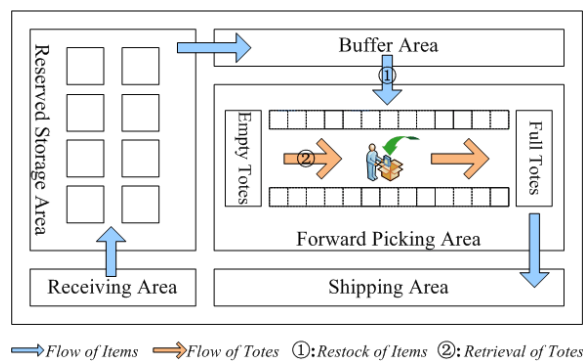 Reserved Storage Area
Buffer Area
①
Empty Totes
②
Full Totes
Forward Picking Area
Receiving Area
Shipping Area
Flow of Items Flow of Totes ①:Restock of Items ②:Retrieval of Totes